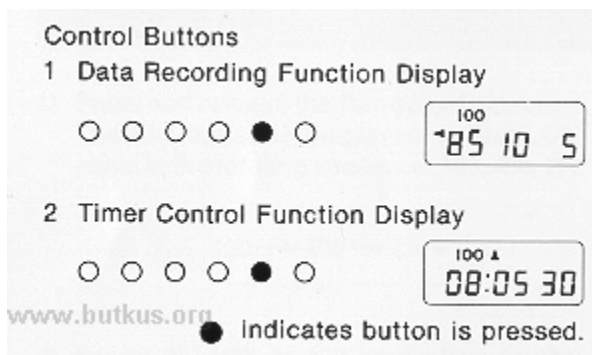 Control Buttons
1 Data Recording Function Display
100
85 10 5
2 Timer Control Function Display
100
08:05 30
www.butkus.org
indicates button is pressed.